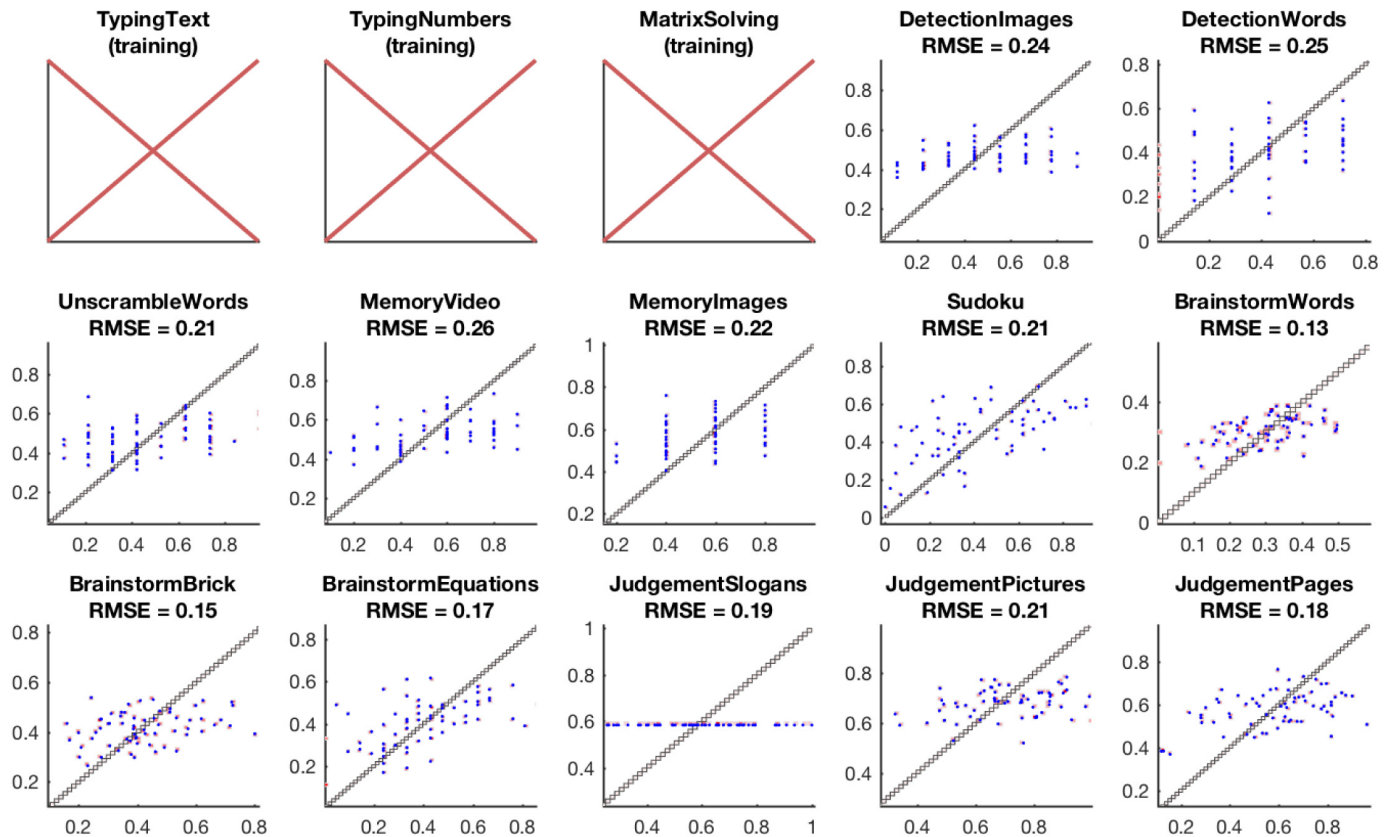 TypingText
(training)
TypingNumbers
(training)
MatrixSolving
(training)
DetectionImages
RMSE = 0.24
0.8
0.6
0.4
0.2
0.2 0.4 0.6 0.8
DetectionWords
RMSE = 0.25
0.8
0.6
0.4
0.2
0
0.2 0.4 0.6 0.8
UnscrambleWords
RMSE = 0.21
0.8
0.6
0.4
0.2
0.2 0.4 0.6 0.8
MemoryVideo
RMSE = 0.26
0.8
0.6
0.4
0.2
0.2 0.4 0.6 0.8
MemoryImages
RMSE = 0.22
1
0.8
0.6
0.4
0.2
0.2 0.4 0.6 0.8 1
Sudoku
RMSE = 0.21
0.8
0.6
0.4
0.2
0
0 0.2 0.4 0.6 0.8
BrainstormWords
RMSE = 0.13
0.4
0.2
0
0.1 0.2 0.3 0.4 0.5
BrainstormBrick
RMSE = 0.15
0.8
0.6
0.4
0.2
0.2 0.4 0.6 0.8
BrainstormEquations
RMSE = 0.17
0.8
0.6
0.4
0.2
0.2 0.4 0.6 0.8
JudgementSlogans
RMSE = 0.19
1
0.8
0.6
0.4
0.4 0.6 0.8 1
JudgementPictures
RMSE = 0.21
0.8
0.6
0.4
0.4 0.6 0.8
JudgementPages
RMSE = 0.18
0.8
0.6
0.4
0.2
0.2 0.4 0.6 0.8